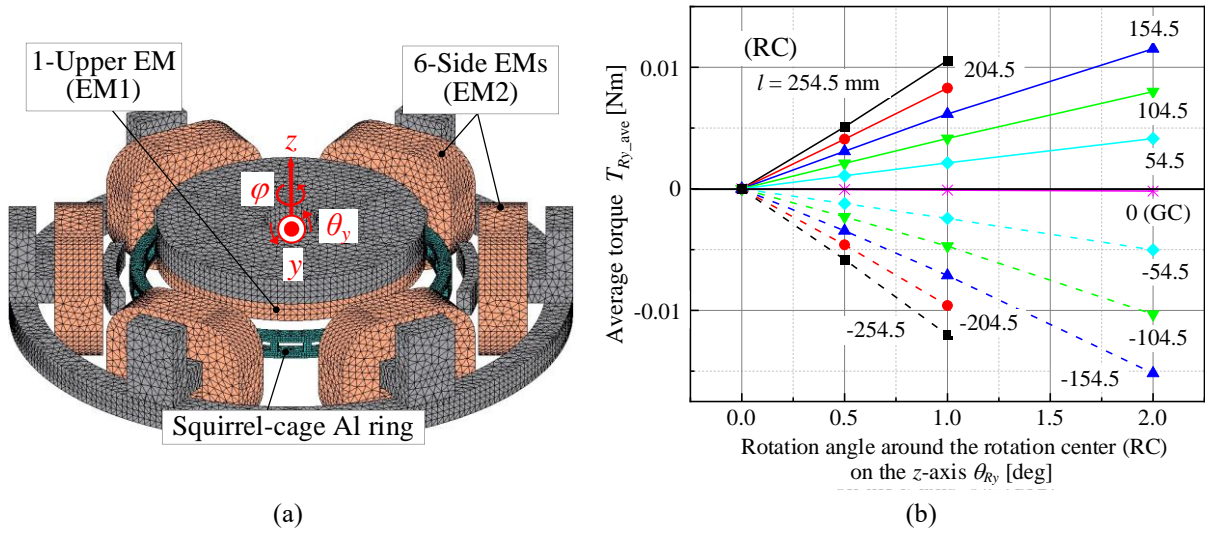 1-Upper EM
(EM1)
6-Side EMs
(EM2)
z
φ
θy
y
Squirrel-cage Al ring
(a)
Average torque T_Ry_ave [Nm]
0.01
0
-0.01
(RC)
l = 254.5 mm
204.5
154.5
104.5
54.5
0 (GC)
-54.5
-104.5
-154.5
-204.5
-254.5
0.0 0.5 1.0 1.5 2.0
Rotation angle around the rotation center (RC)
on the z-axis θRy [deg]
(b)